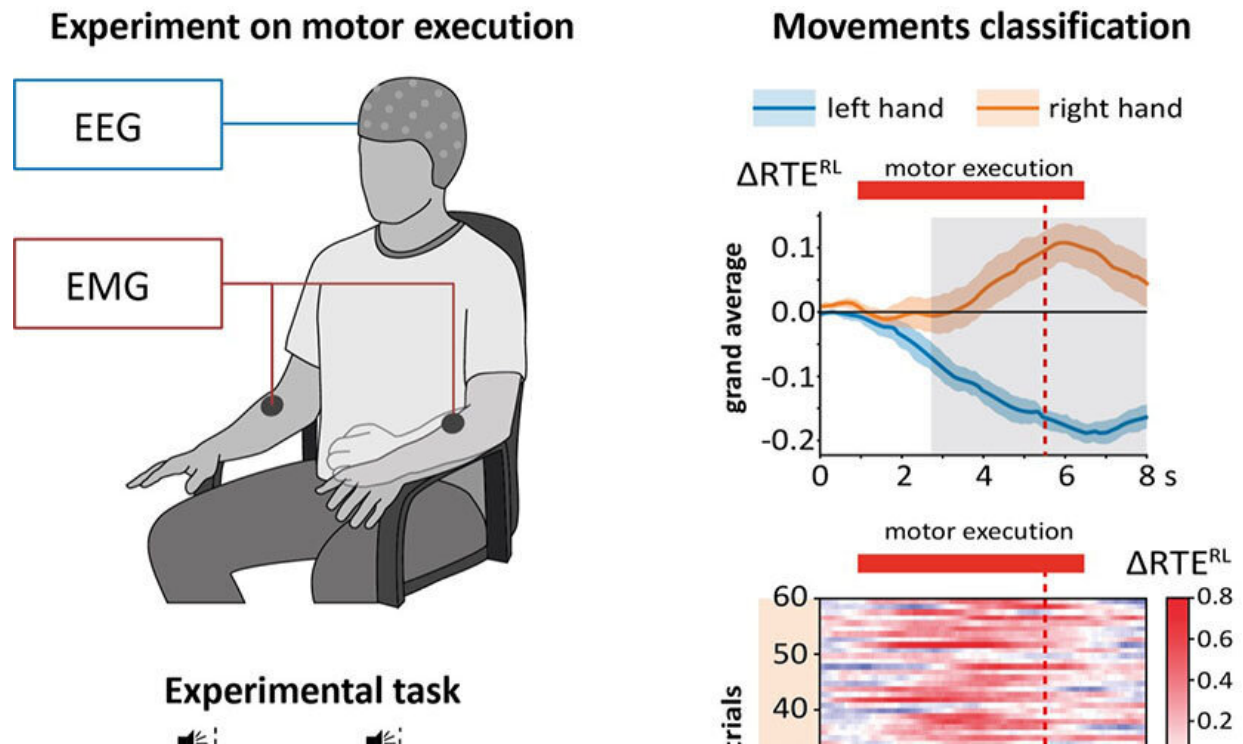 Experiment on motor execution
EEG
EMG
Experimental task
Movements classification
left hand
right hand
ΔRTE^RL
motor execution
grand average
0.1
0.0
-0.1
-0.2
0 2 4 6 8 s
motor execution
ΔRTE^RL
60
50
40
trials
0.8
0.6
0.4
0.2